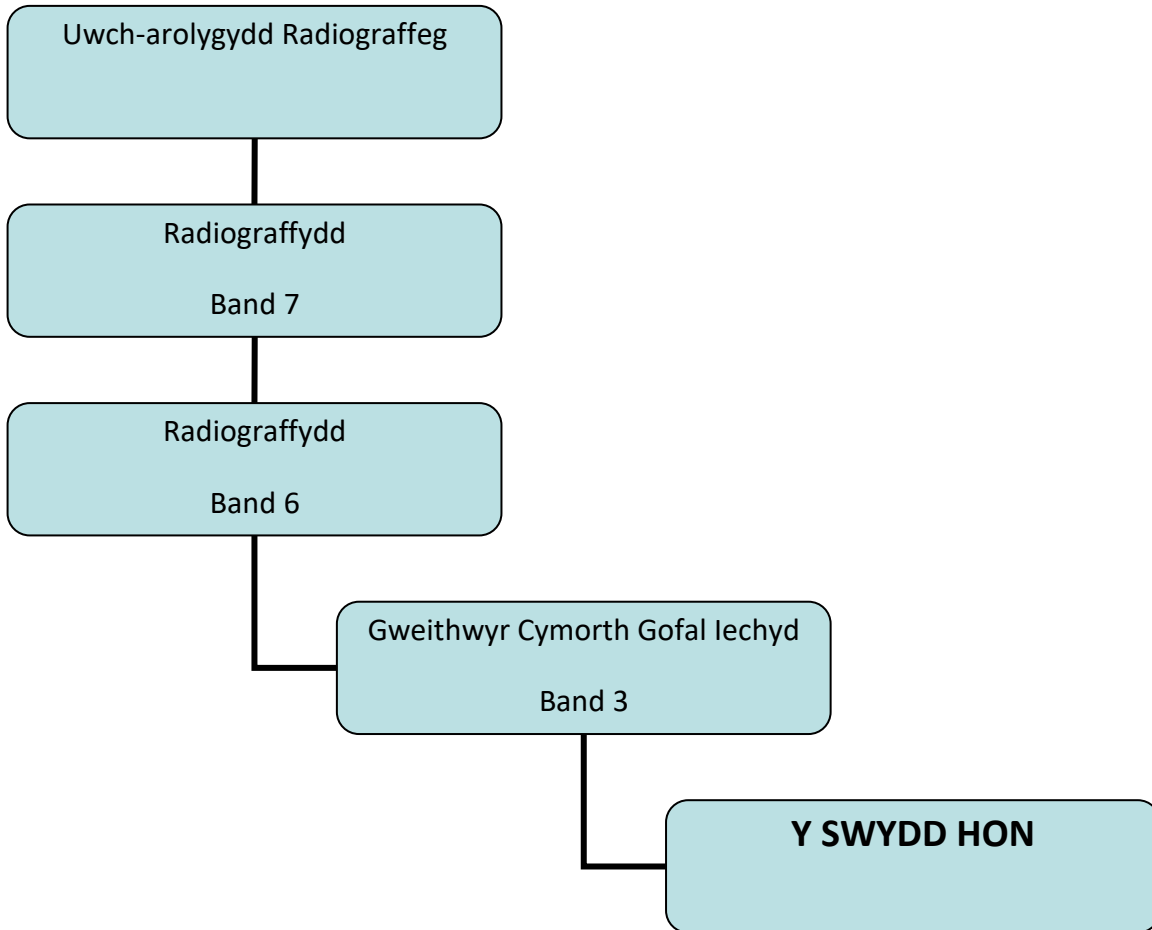 Uwch-arolygydd Radiograffeg
Radiograffydd
Band 7
Radiograffydd
Band 6
Gweithwyr Cymorth Gofal Iechyd
Band 3
Y SWYDD HON